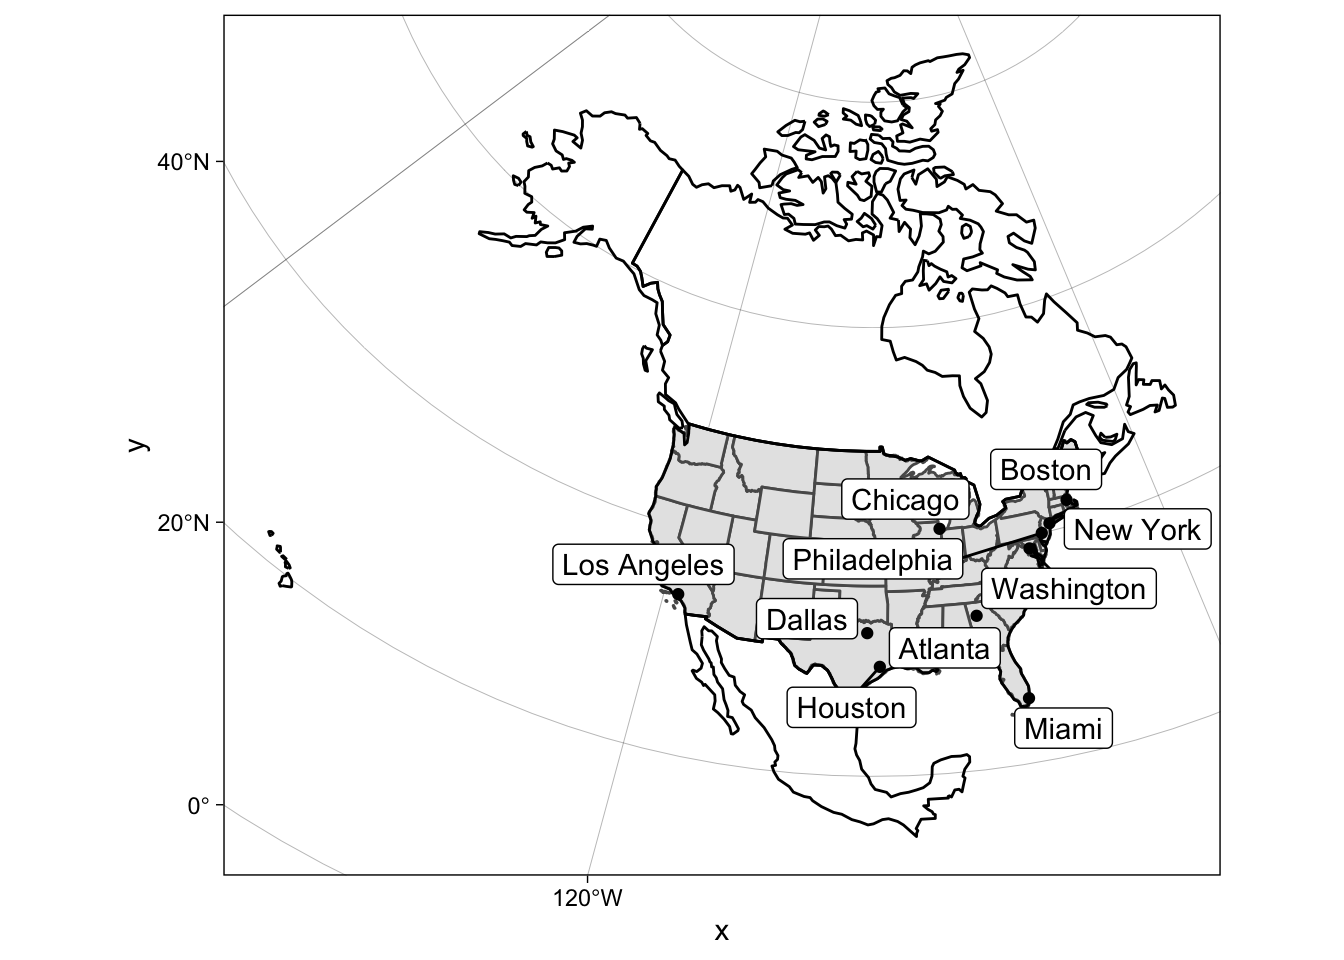 40°N
20°N
0°
y
Boston
Chicago
New York
Philadelphia
Los Angeles
Washington
Dallas
Atlanta
Houston
Miami
120°W
x